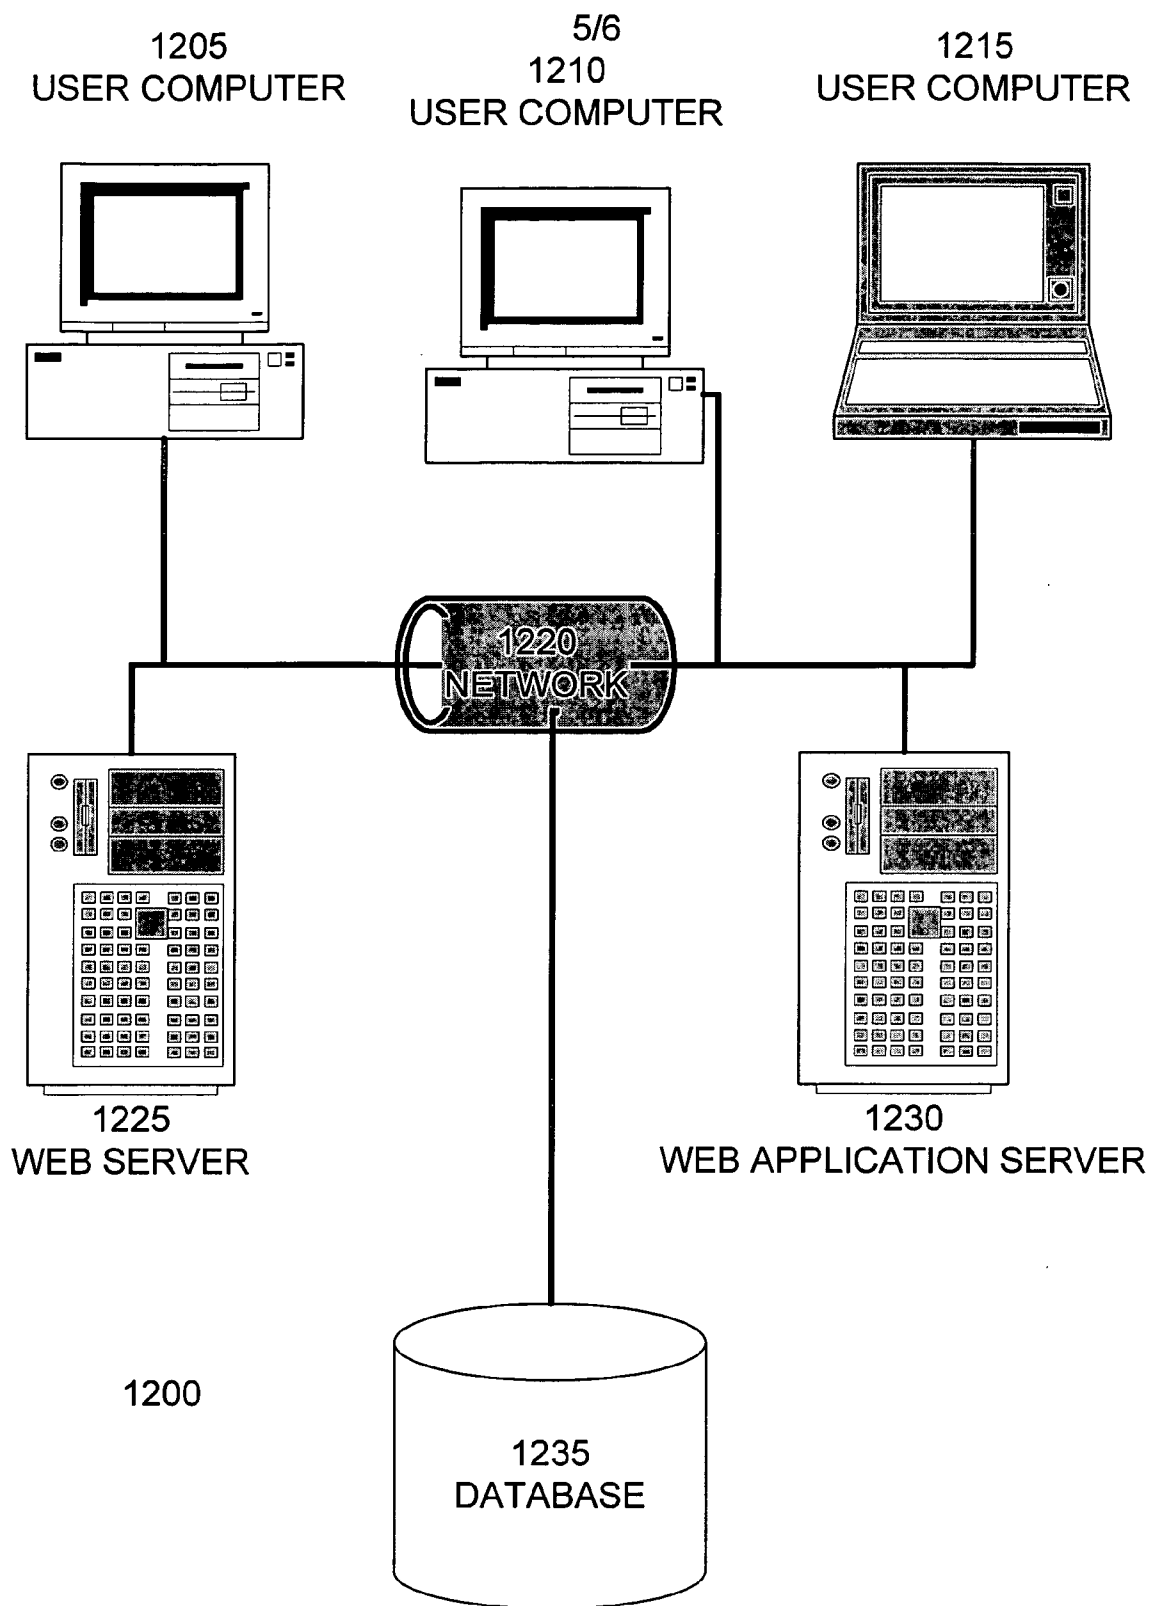 5/6
1205
USER COMPUTER
1210
USER COMPUTER
1215
USER COMPUTER
1220
NETWORK
1225
WEB SERVER
1230
WEB APPLICATION SERVER
1200
1235
DATABASE